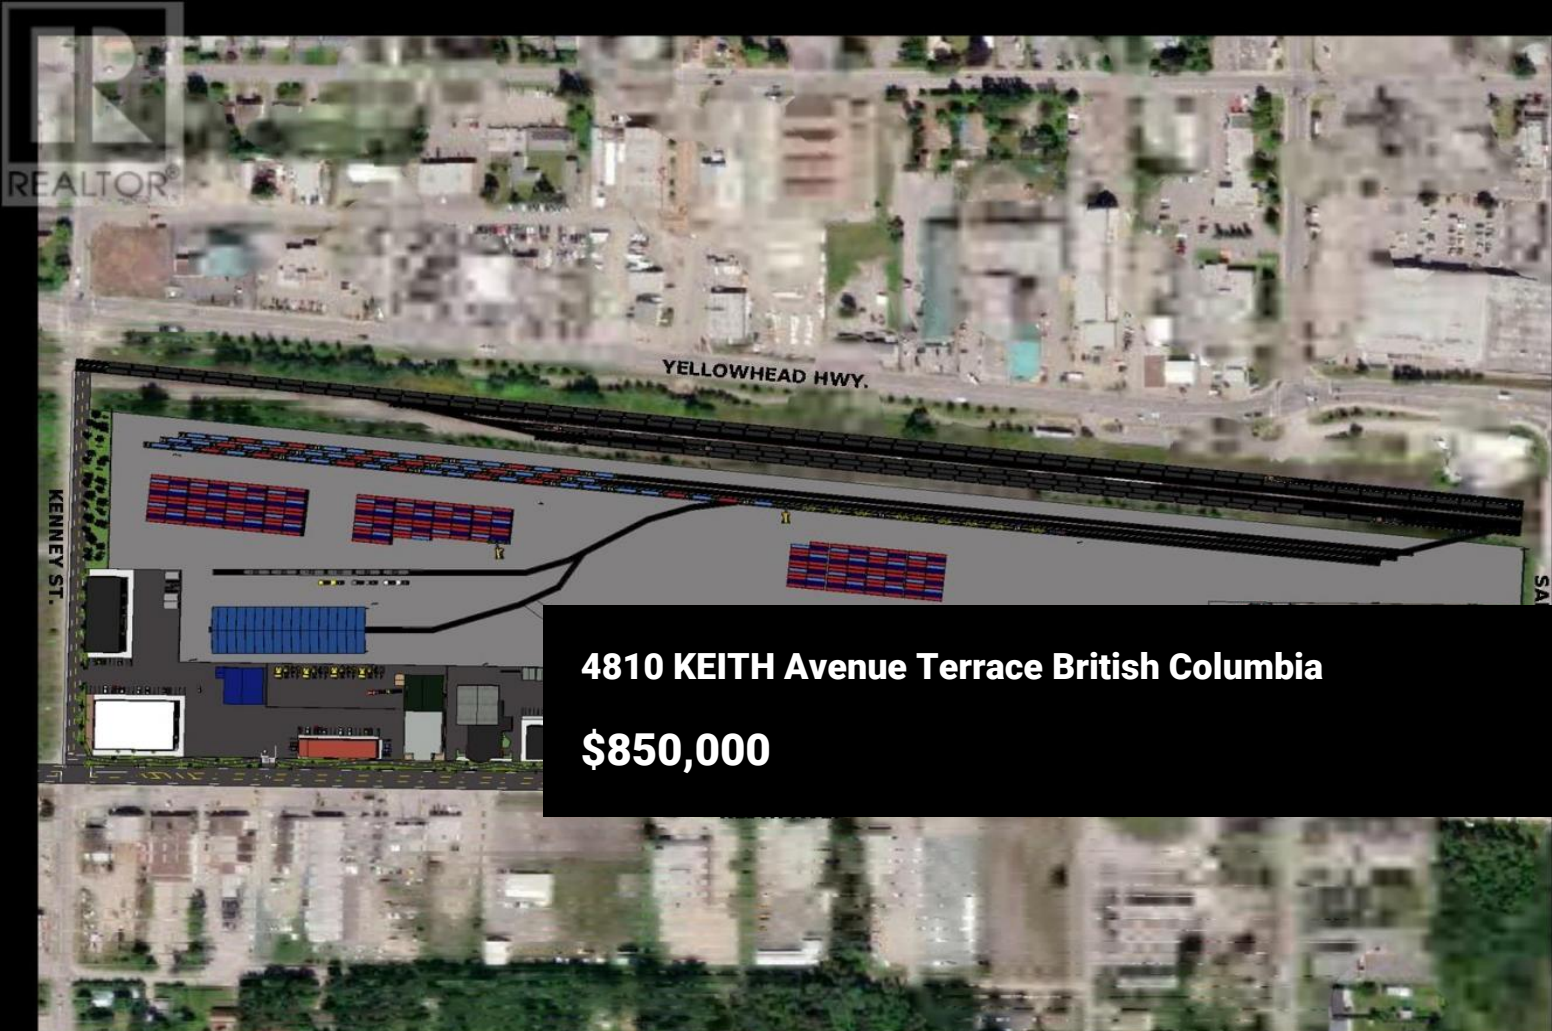 REALTOR®
YELLOWHEAD HWY.
KENNEY ST.
4810 KEITH Avenue Terrace British Columbia
$850,000